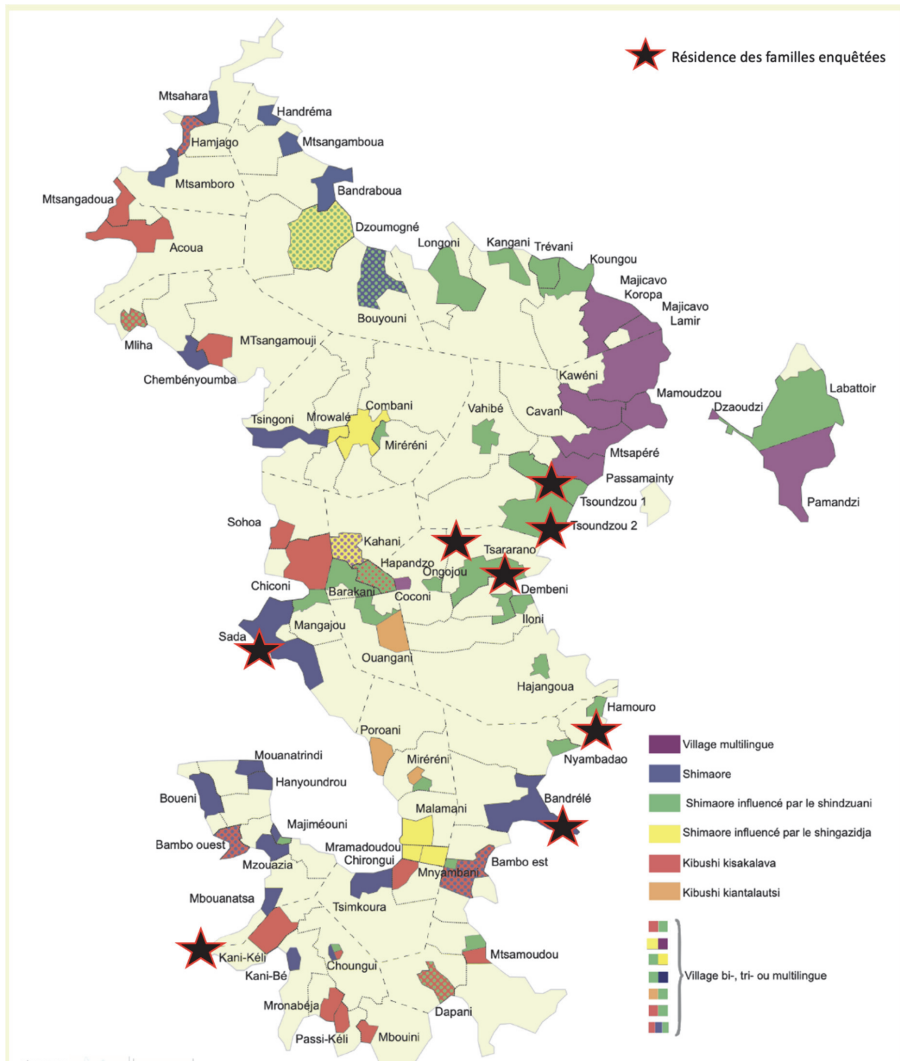 Résidence des familles enquêtées
Mtsahara
Handréma
Hamjago
Mtsangamboua
Mtsamboro
Bandraboua
Mtsangadoua
Acoua
Dzoumogné
Longoni
Kangani
Trévani
Koungou
Majicavo
Koropa
Majicavo
Lamir
Bouyouni
Mliha
MTsangamouji
Chembényoumba
Kawéni
Labattoir
Mamoudzou
Dzaoudzi
Combani
Mrowalé
Tsingoni
Vahibé
Cavani
Miréréni
Mtsapéré
Passamainty
Pamandzi
Tsoundzou 1
Tsoundzou 2
Sohoa
Kahani
Tsararano
Hapandzo
Ongojou
Chiconi
Barakani
Coconi
Dembeni
Iloni
Mangajou
Sada
Ouangani
Hajangoua
Hamouro
Poroani
Nyambadao
Miréréni
Mouanatrindi
Hanyoundrou
Boueni
Bandrélé
Malamani
Majiméouni
Bambo ouest
Mramadoudou
Chirongui
Mzouazia
Bambo est
Mnyambani
Mbouanatsa
Tsimkoura
Kani-Kéli
Mtsamoudou
Choungui
Kani-Bé
Mronabéja
Dapani
Passi-Kéli
Mbouini
Village multilingue
Shimaore
Shimaore influencé par le shindzuani
Shimaore influencé par le shingazidja
Kibushi kisakalava
Kibushi kiantalautsi
Village bi-, tri- ou multilingue